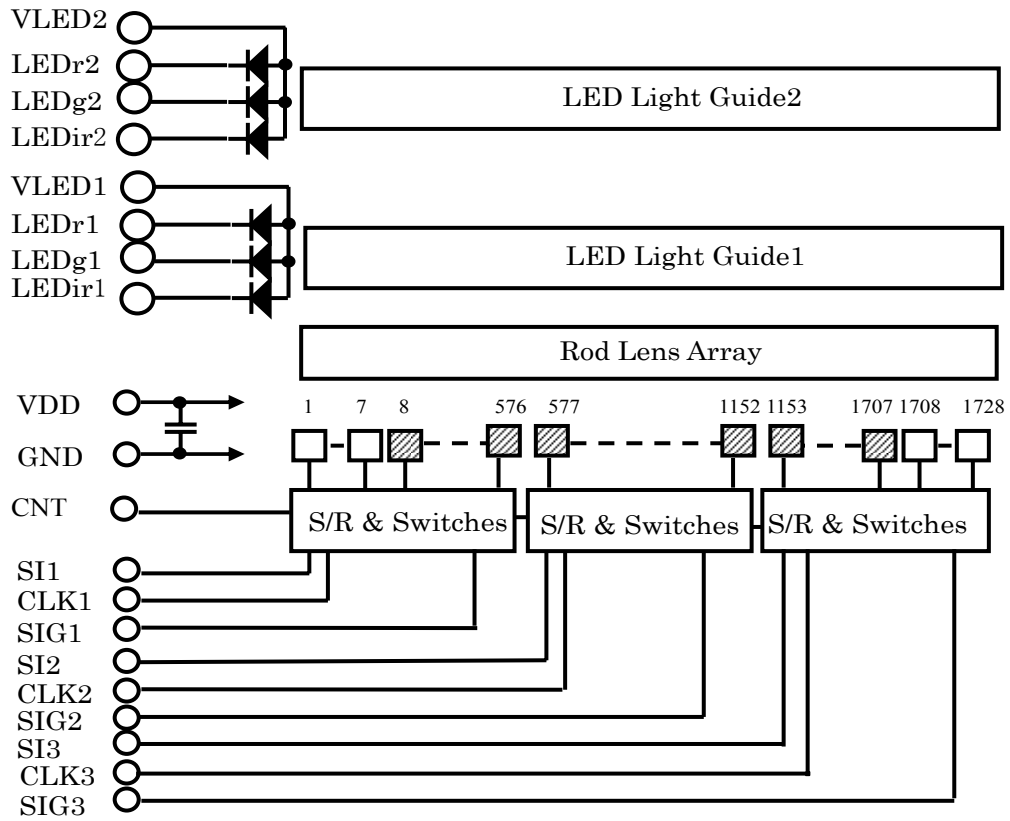 VLED2
LEDr2
LEDg2
LEDir2
LED Light Guide2
VLED1
LEDr1
LEDg1
LEDir1
LED Light Guide1
Rod Lens Array
VDD
GND
1 7 8 576 577 1152 1153 1707 1708 1728
CNT
S/R & Switches S/R & Switches S/R & Switches
SI1
CLK1
SIG1
SI2
CLK2
SIG2
SI3
CLK3
SIG3